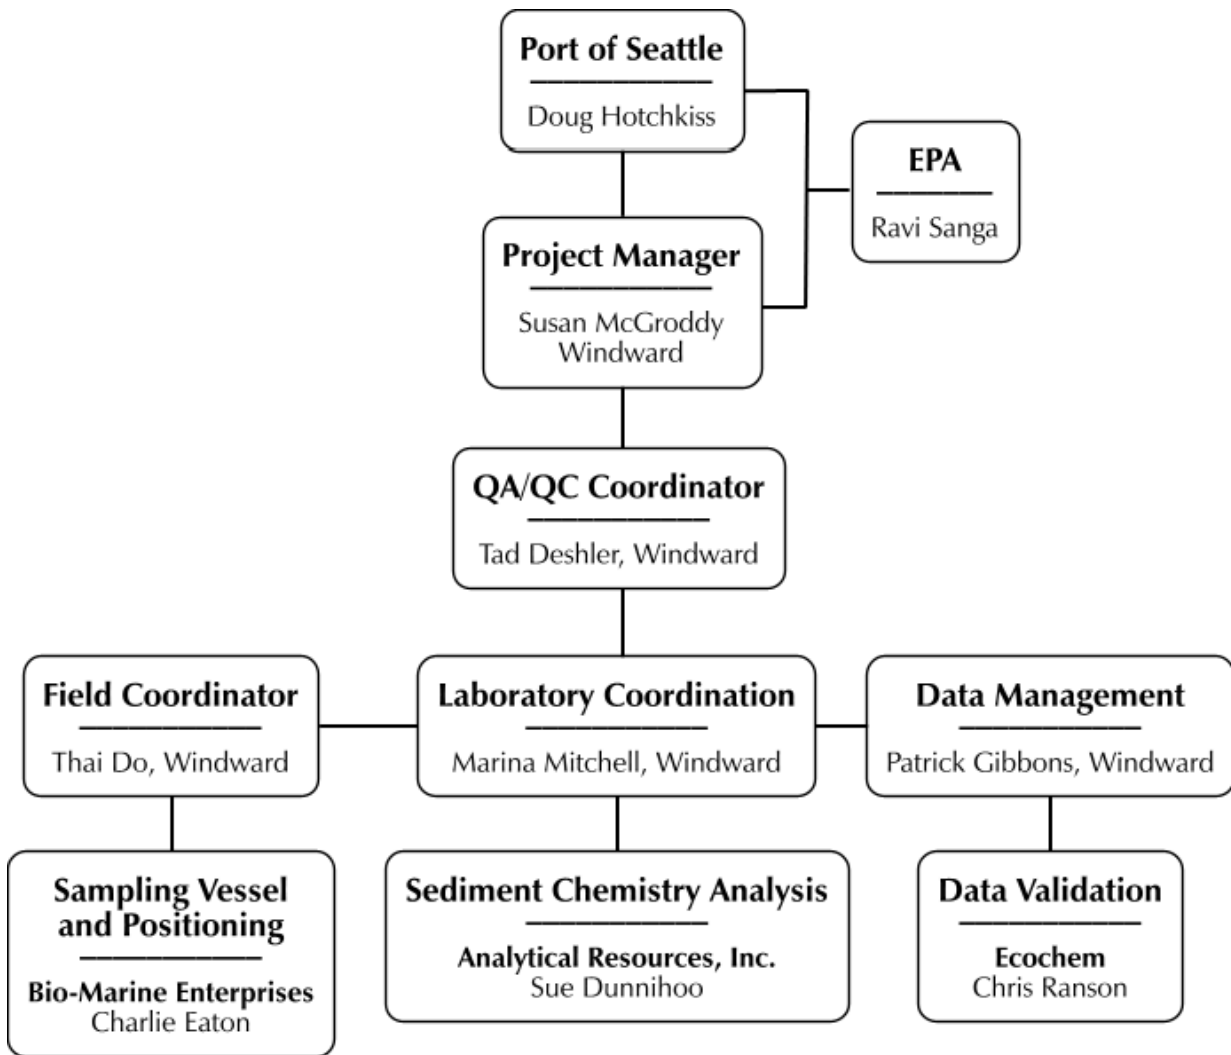 Port of Seattle
Doug Hotchkiss
EPA
Ravi Sanga
Project Manager
Susan McGroddy
Windward
QA/QC Coordinator
Tad Deshler, Windward
Field Coordinator
Thai Do, Windward
Laboratory Coordination
Marina Mitchell, Windward
Data Management
Patrick Gibbons, Windward
Sampling Vessel
and Positioning
Bio-Marine Enterprises
Charlie Eaton
Sediment Chemistry Analysis
Analytical Resources, Inc.
Sue Dunnihoo
Data Validation
Ecochem
Chris Ranson